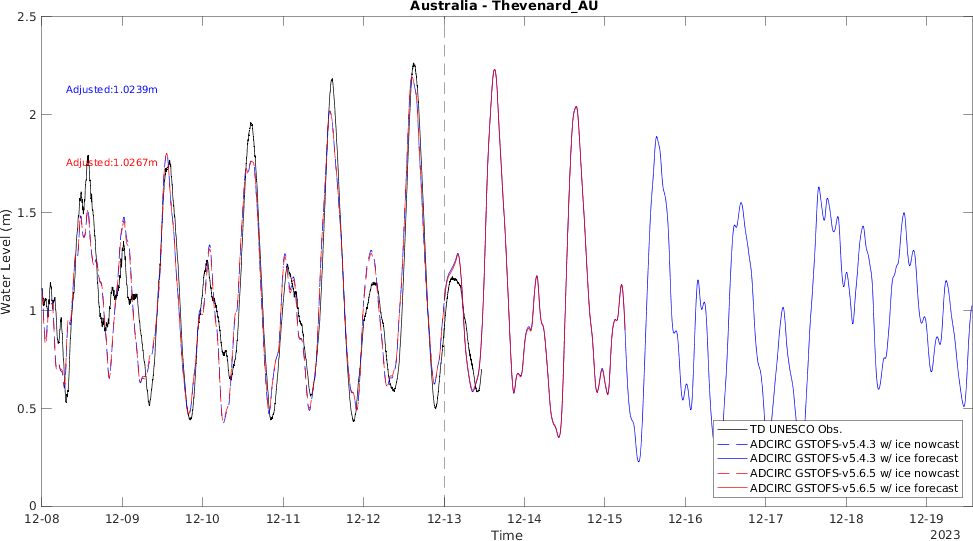 Australia - Thevenard_AU
2.5
2
1.5
1
0.5
0
Water Level (m)
Adjusted:1.0239m
Adjusted:1.0267m
TD UNESCO Obs.
ADCIRC GSTOFS-v5.4.3 w/ ice nowcast
ADCIRC GSTOFS-v5.4.3 w/ ice forecast
ADCIRC GSTOFS-v5.6.5 w/ ice nowcast
ADCIRC GSTOFS-v5.6.5 w/ ice forecast
12-08 12-09 12-10 12-11 12-12 12-13 12-14 12-15 12-16 12-17 12-18 12-19
Time
2023